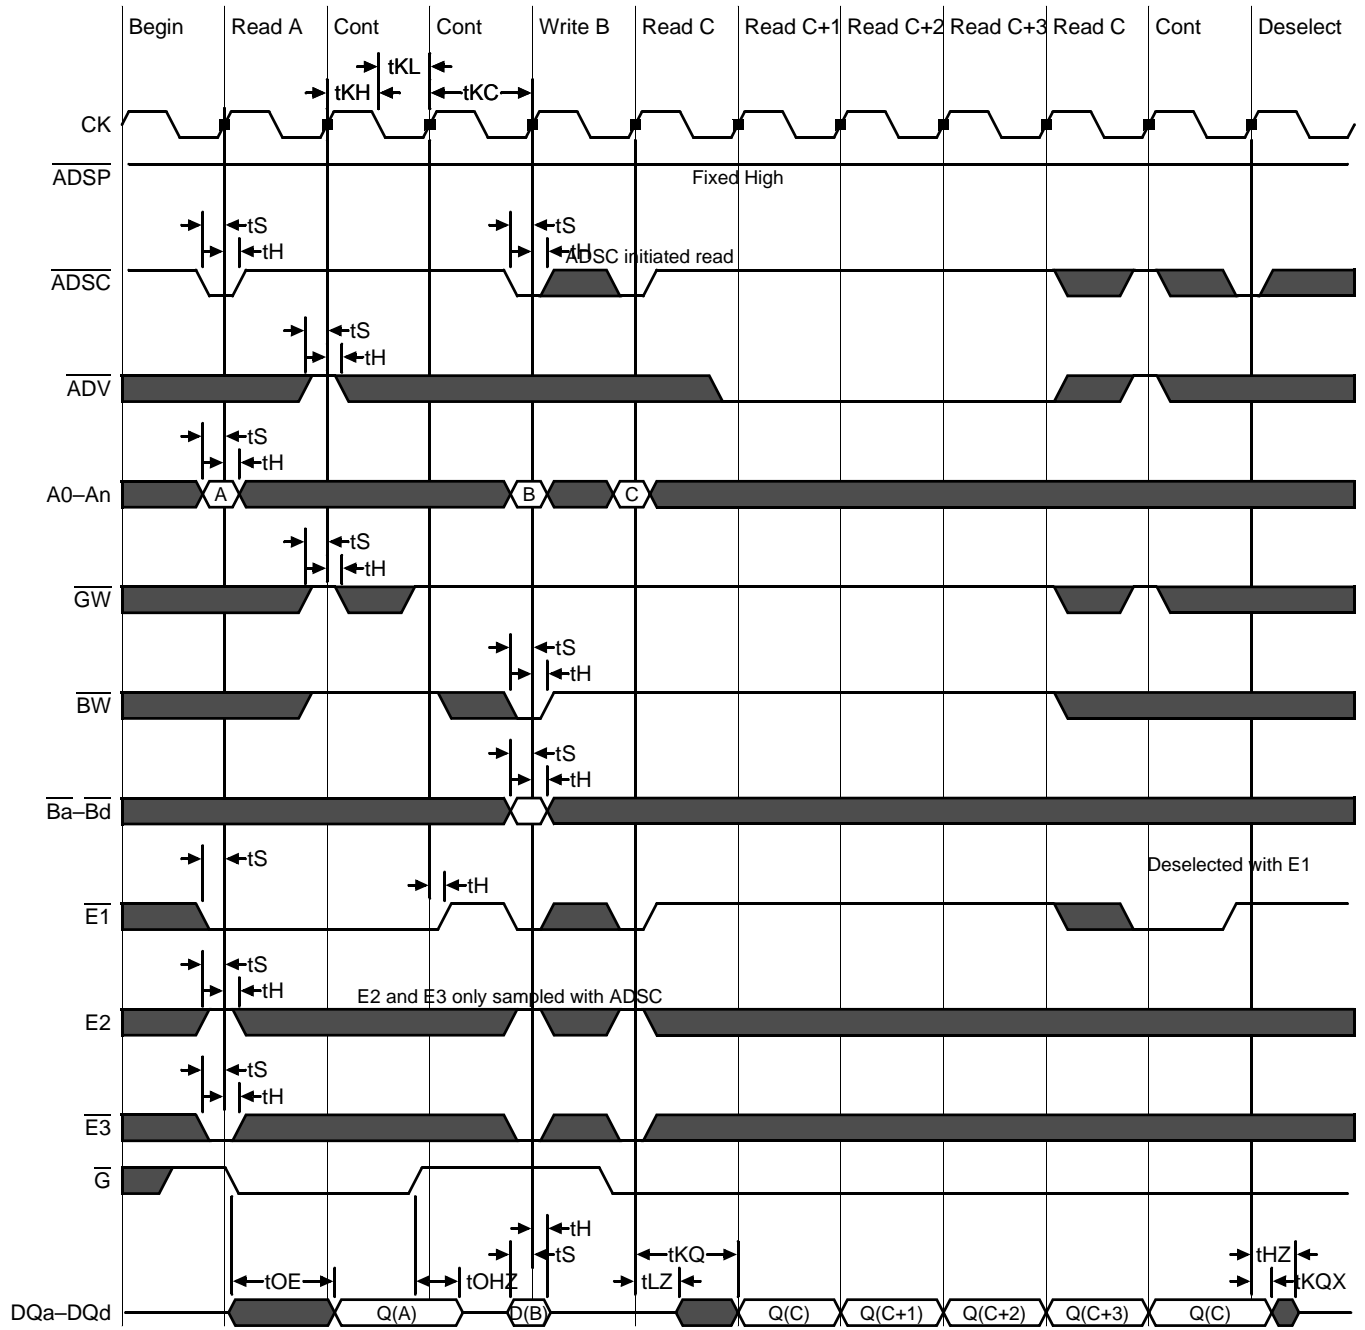 Begin Read A Cont Cont Write B Read C Read C+1 Read C+2 Read C+3 Read C Cont Deselect
tKL
tKH tKC
CK
ADSP
Fixed High
tS tS
tH tH
ADSC initiated read
ADSC
tS
tH
ADV
tS
tH
A0–An A B C
tS
tH
GW
tS
tH
BW
tS
tH
Ba–Bd
tS
Deselected with E1
tH
E1
tS
tH
E2 and E3 only sampled with ADSC
E2
tS
tH
E3
G
tH
tS tKQ tHZ
tOE tOHZ tLZ tKQX
DQa–DQd Q(A) D(B) Q(C) Q(C+1) Q(C+2) Q(C+3) Q(C)